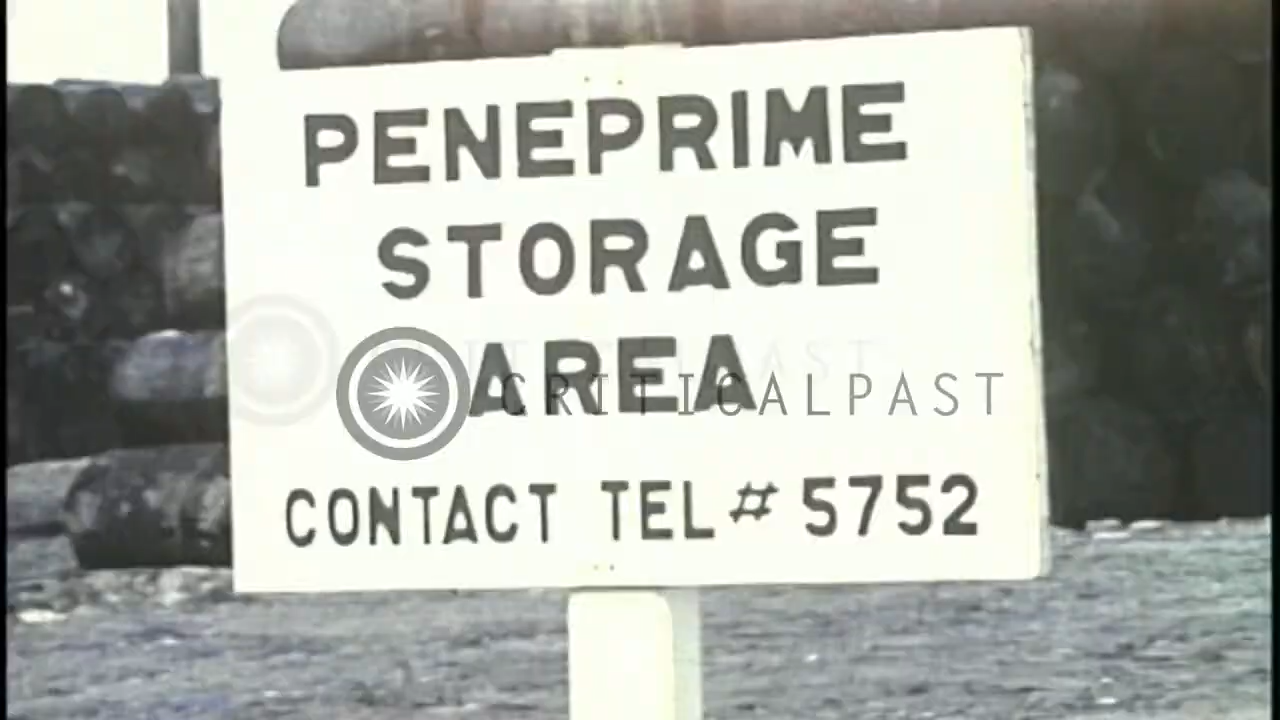 PENEPRIME
STORAGE
AREA
CRITICALPAST
CONTACT TEL # 5752